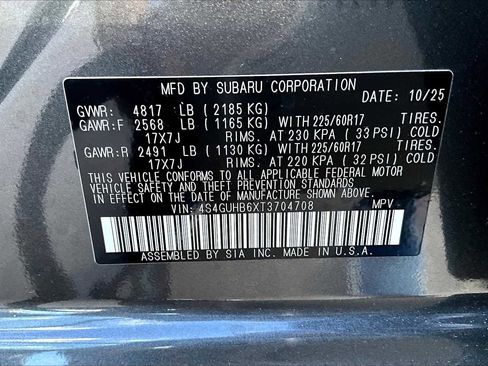 MFD BY SUBARU CORPORATION
GVWR: 4817 LB (2185 KG) DATE: 10/25
GAWR:F 2568 LB (1165 KG) WITH 225/60R17 TIRES.
17X7J RIMS. AT 230 KPA (33 PSI) COLD
GAWR:R 2491 LB (1130 KG) WITH 225/60R17 TIRES.
17X7J RIMS. AT 220 KPA (32 PSI) COLD
THIS VEHICLE CONFORMS TO ALL APPLICABLE FEDERAL MOTOR
VEHICLE SAFETY AND THEFT PREVENTION STANDARDS
IN EFFECT ON THE DATE OF MANUFACTURE SHOWN ABOVE.
VIN: 4S4GUHB6XT3704708 MPV
ASSEMBLED BY SIA INC. MADE IN U.S.A.